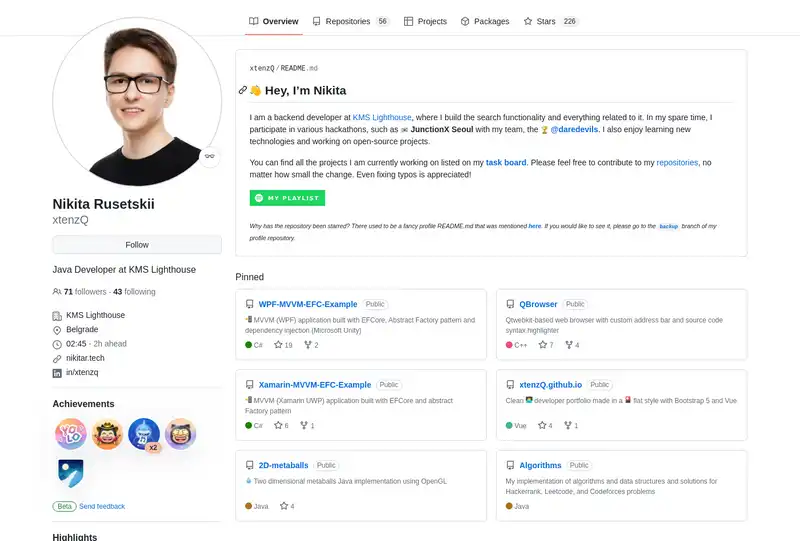 Overview Repositories 56 Projects Packages Stars 226
Nikita Rusetskii
xtenzQ
Follow
Java Developer at KMS Lighthouse
71 followers · 43 following
KMS Lighthouse
Belgrade
02:45 - 2h ahead
nikitar.tech
in/xtenzq
Achievements
YOLO
x2
Beta Send feedback
Highlights
xtenzQ/README.md
👋 Hey, I'm Nikita
I am a backend developer at KMS Lighthouse, where I build the search functionality and everything related to it. In my spare time, I
participate in various hackathons, such as JunctionX Seoul with my team, the 🏆 @daredevils. I also enjoy learning new
technologies and working on open-source projects.
You can find all the projects I am currently working on listed on my task board. Please feel free to contribute to my repositories, no
matter how small the change. Even fixing typos is appreciated!
MY PLAYLIST
Why has the repository been starred? There used to be a fancy profile README.md that was mentioned here. If you would like to see it, please go to the backup branch of my
profile repository.
Pinned
WPF-MVVM-EFC-Example Public
MVVM (WPF) application built with EFCore, Abstract Factory pattern and
dependency injection (Microsoft Unity)
C# 19 2
QBrowser Public
Qtwebkit-based web browser with custom address bar and source code
syntax highlighter
C++ 7 4
Xamarin-MVVM-EFC-Example Public
MVVM (Xamarin UWP) application built with EFCore and abstract
Factory pattern
C# 6 1
xtenzQ.github.io Public
Clean 👨‍💻 developer portfolio made in a 🎴 flat style with Bootstrap 5 and Vue
Vue 4 1
2D-metaballs Public
💧 Two dimensional metaballs Java implementation using OpenGL
Java 4
Algorithms Public
My implementation of algorithms and data structures and solutions for
Hackerrank, Leetcode, and Codeforces problems
Java